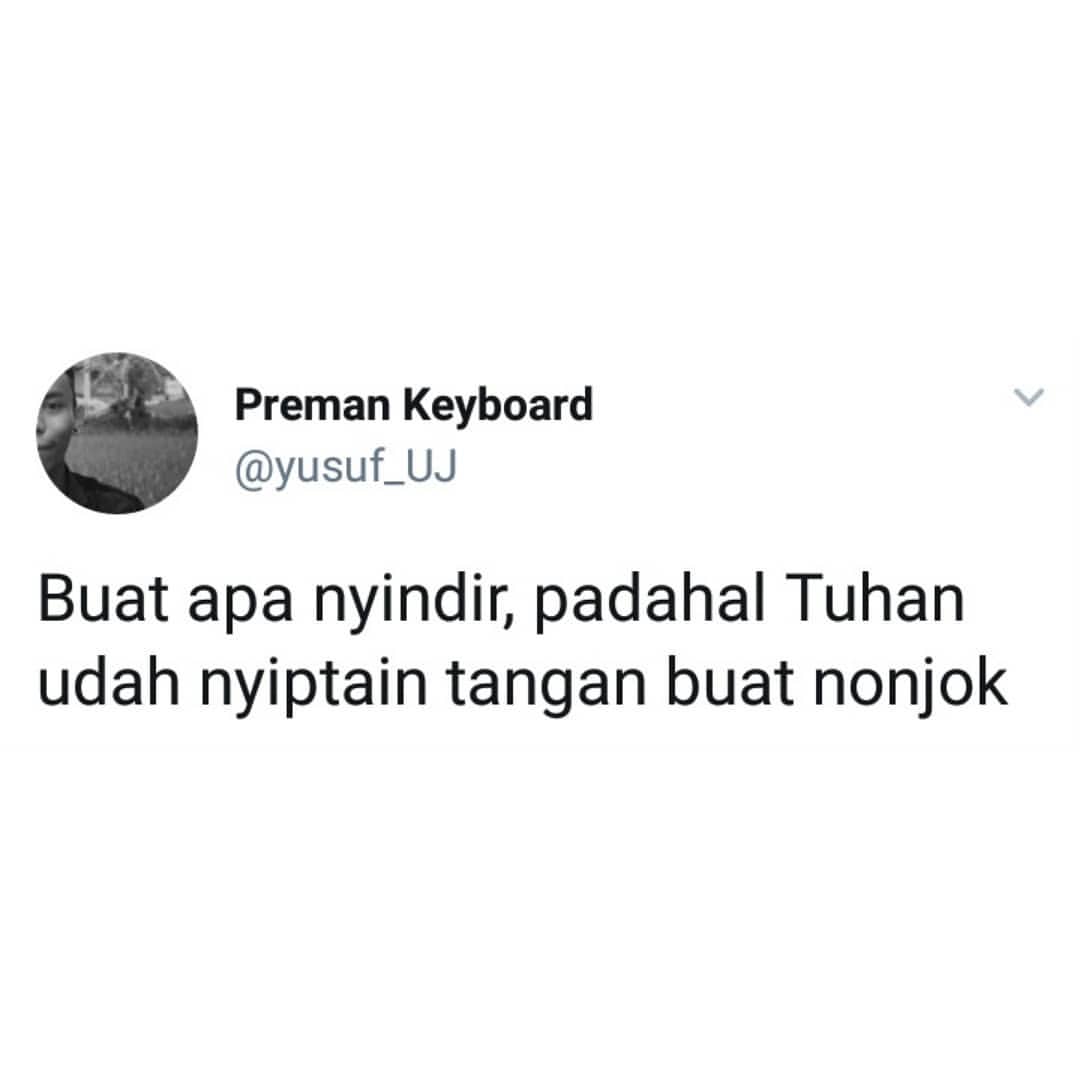 Preman Keyboard
@yusuf_UJ
Buat apa nyindir, padahal Tuhan
udah nyiptain tangan buat nonjok